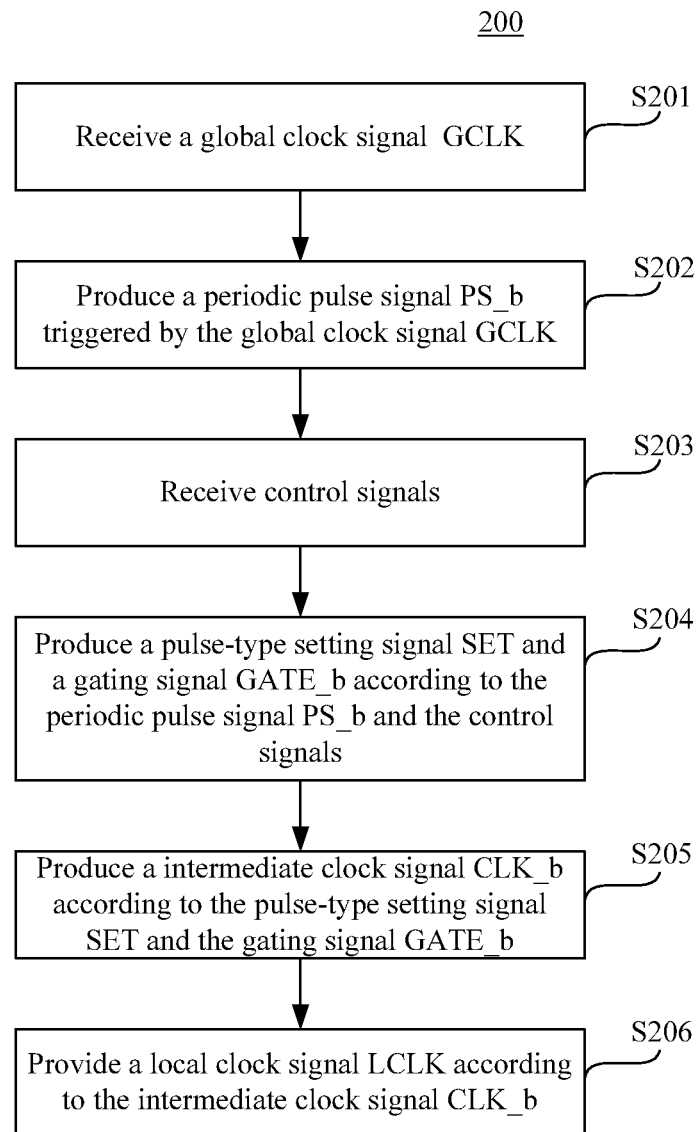 200
S201
Receive a global clock signal GCLK
S202
Produce a periodic pulse signal PS_b
triggered by the global clock signal GCLK
S203
Receive control signals
S204
Produce a pulse-type setting signal SET and
a gating signal GATE_b according to the
periodic pulse signal PS_b and the control
signals
S205
Produce a intermediate clock signal CLK_b
according to the pulse-type setting signal
SET and the gating signal GATE_b
S206
Provide a local clock signal LCLK according
to the intermediate clock signal CLK_b